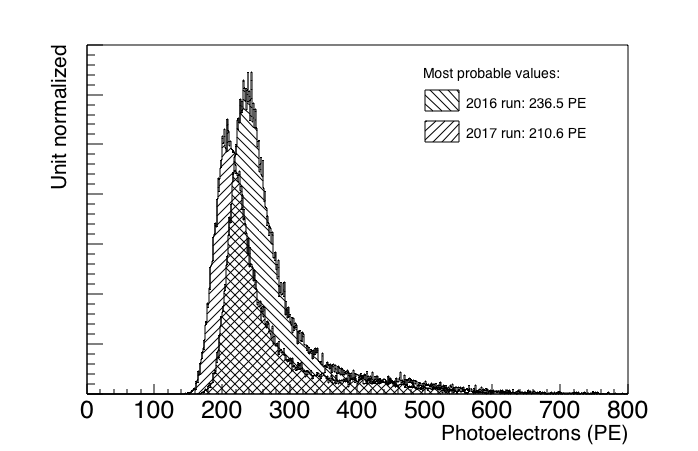 Unit normalized
Most probable values:
2016 run: 236.5 PE
2017 run: 210.6 PE
0 100 200 300 400 500 600 700 800
Photoelectrons (PE)